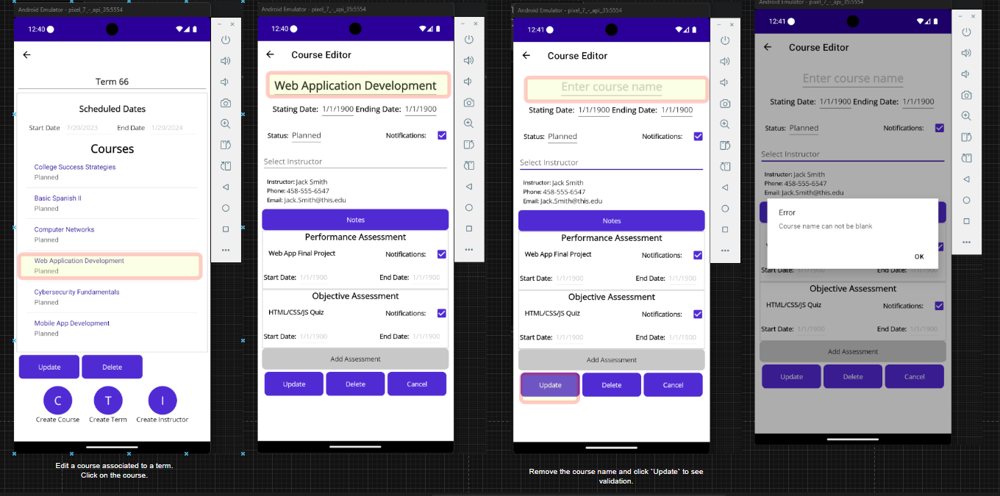 Android Emulator - pixel_7_-_api_35:5554
12:40
Term 66
Scheduled Dates
Start Date 7/20/2023 End Date 1/20/2024
Courses
College Success Strategies
Planned
Basic Spanish II
Planned
Computer Networks
Planned
Web Application Development
Planned
Cybersecurity Fundamentals
Planned
Mobile App Development
Planned
Update Delete
C T I
Create Course Create Term Create Instructor
Edit a course associated to a term.
Click on the course.
Android Emulator - pixel_7_-_api_35:5554
12:40
Course Editor
Web Application Development
Stating Date: 1/1/1900 Ending Date: 1/1/1900
Status: Planned Notifications:
Select Instructor
Instructor: Jack Smith
Phone: 458-555-6547
Email: Jack.Smith@this.edu
Notes
Performance Assessment
Web App Final Project Notifications:
Start Date: 1/1/1900 End Date: 1/1/1900
Objective Assessment
HTML/CSS/JS Quiz Notifications:
Start Date: 1/1/1900 End Date: 1/1/1900
Add Assessment
Update Delete Cancel
Android Emulator - pixel_7_-_api_35:5554
12:41
Course Editor
Enter course name
Stating Date: 1/1/1900 Ending Date: 1/1/1900
Status: Planned Notifications:
Select Instructor
Instructor: Jack Smith
Phone: 458-555-6547
Email: Jack.Smith@this.edu
Notes
Performance Assessment
Web App Final Project Notifications:
Start Date: 1/1/1900 End Date: 1/1/1900
Objective Assessment
HTML/CSS/JS Quiz Notifications:
Start Date: 1/1/1900 End Date: 1/1/1900
Add Assessment
Update Delete Cancel
Remove the course name and click `Update` to see
validation.
Android Emulator - pixel_7_-_api_35:5554
12:41
Course Editor
Enter course name
Stating Date: 1/1/1900 Ending Date: 1/1/1900
Status: Planned Notifications:
Select Instructor
Instructor: Jack Smith
Phone: 458-555-6547
Email: Jack.Smith@this.edu
Error
Course name can not be blank
OK
Start Date: 1/1/1900 End Date: 1/1/1900
Objective Assessment
HTML/CSS/JS Quiz Notifications:
Start Date: 1/1/1900 End Date: 1/1/1900
Add Assessment
Update Delete Cancel